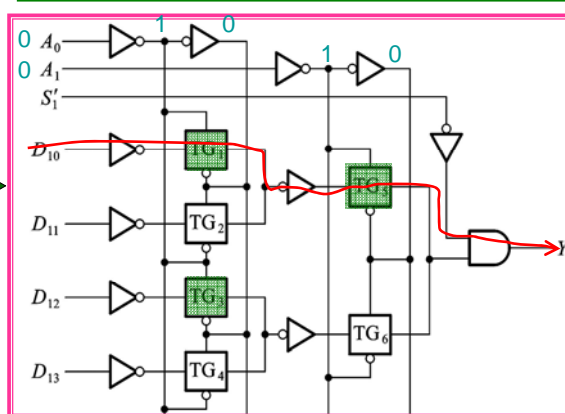 0 A₀ 1 0
0 A₁ 1 0
S′₁
D₁₀ TG₁
TG₅
D₁₁ TG₂
Y
D₁₂ TG₃
TG₆
D₁₃ TG₄